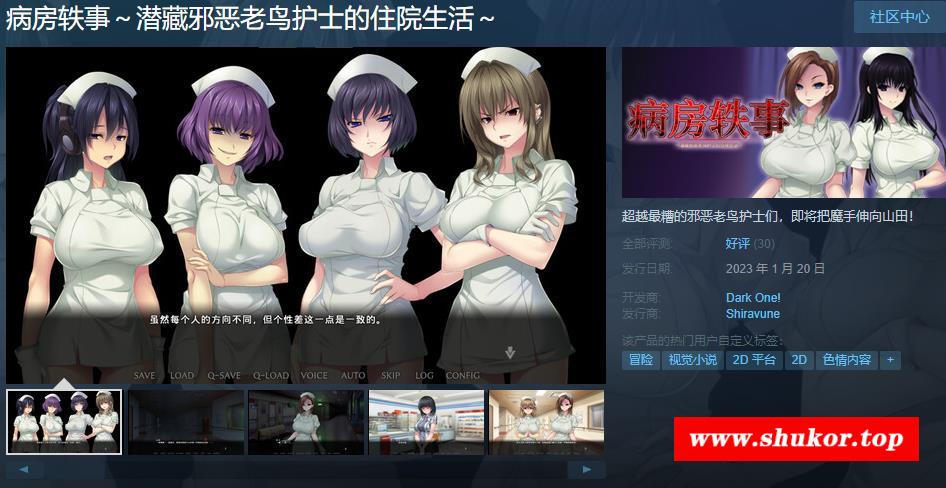 病房轶事～潜藏邪恶老鸟护士的住院生活～
社区中心
虽然每个人的方向不同，但个性差这一点是一致的。
SAVE LOAD Q-SAVE Q-LOAD VOICE AUTO SKIP LOG CONFIG
病房轶事
超越最糟的邪恶老鸟护士们，即将把魔手伸向山田！
全部评测: 好评 (30)
发行日期: 2023 年 1 月 20 日
开发商: Dark One!
发行商: Shiravune
该产品的热门用户自定义标签:
冒险 视觉小说 2D 平台 2D 色情内容 +
www.shukor.top